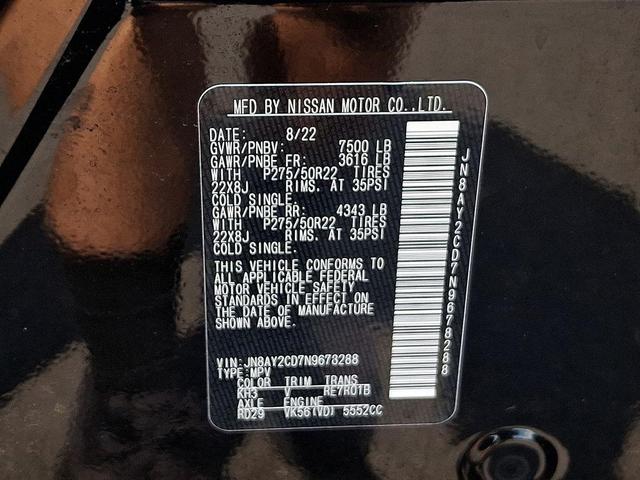 MFD BY NISSAN MOTOR CO.,LTD.
DATE: 8/22
GVWR/PNBV: 7500 LB
GAWR/PNBE FR: 3616 LB
WITH P275/50R22 TIRES
22X8J RIMS. AT 35PSI
COLD SINGLE.
GAWR/PNBE RR: 4343 LB
WITH P275/50R22 TIRES
22X8J RIMS. AT 35PSI
COLD SINGLE.
THIS VEHICLE CONFORMS TO
ALL APPLICABLE FEDERAL
MOTOR VEHICLE SAFETY
STANDARDS IN EFFECT ON
THE DATE OF MANUFACTURE
SHOWN ABOVE.
VIN:JN8AY2CD7N9678288
TYPE:MPV
COLOR TRIM TRANS
KH3 V RE7R01B
AXLE ENGINE
RD29 VK56(VD) 5552CC
JN8AY2CD7N9678288